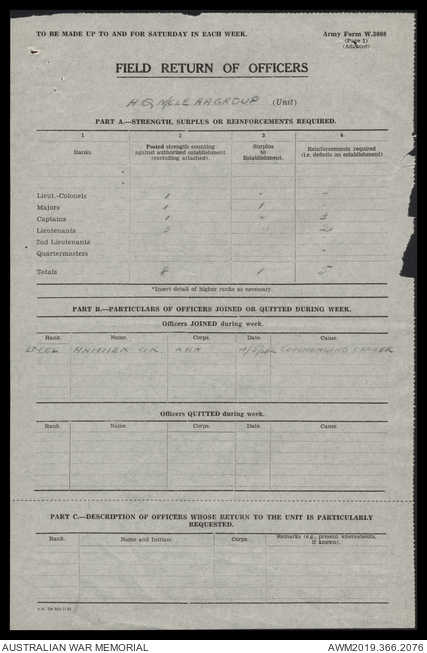 TO BE MADE UP TO AND FOR SATURDAY IN EACH WEEK.
Army Form W.3008
(Page 1)
(Adapted)
FIELD RETURN OF OFFICERS
(Unit)
PART A.—STRENGTH, SURPLUS OR REINFORCEMENTS REQUIRED.
1 2 3 4
Ranks. Posted strength counting against authorized establishment (excluding attached). Surplus to Establishment. Reinforcements required (i.e. deficits on establishment).
Lieut.-Colonels 1 - -
Majors 1 1
Captains 1 - 3
Lieutenants 3 - 2
2nd Lieutenants
Quartermasters -
Totals 6 1 5
*Insert detail of higher ranks as necessary.
PART B.—PARTICULARS OF OFFICERS JOINED OR QUITTED DURING WEEK.
Officers JOINED during week.
Rank. Name. Corps. Date. Cause.
LT-COL COMMANDING OFFICER
Officers QUITTED during week.
Rank. Name. Corps. Date. Cause.
PART C.—DESCRIPTION OF OFFICERS WHOSE RETURN TO THE UNIT IS PARTICULARLY
REQUESTED.
Rank. Name and Initials. Corps. Remarks (e.g., present whereabouts, if known).
AUSTRALIAN WAR MEMORIAL
AWM2019.366.2076